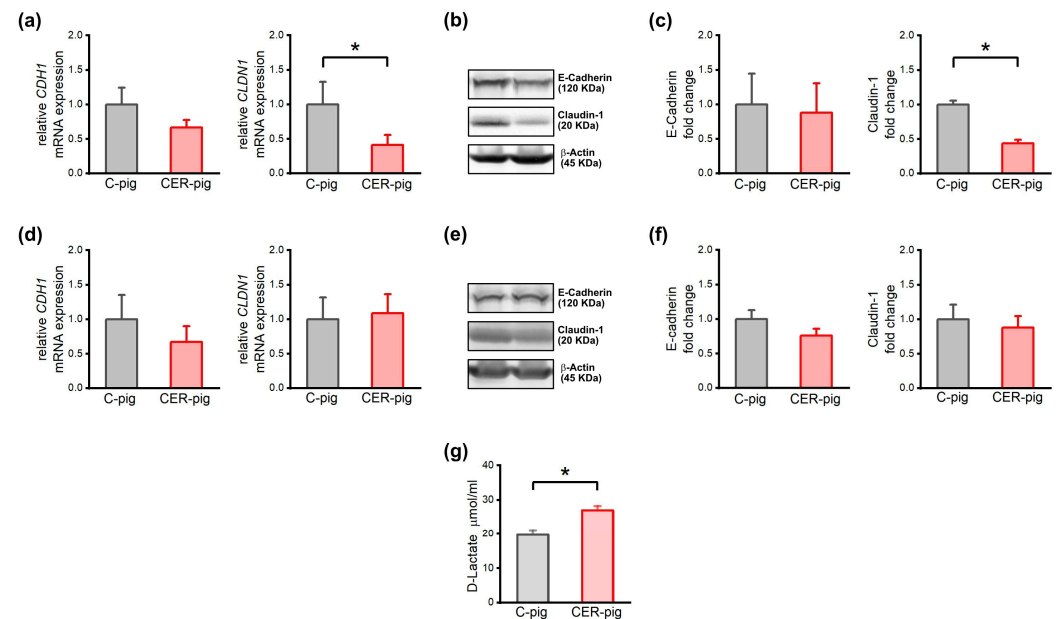 (a)
relative CDH1
mRNA expression
2.0
1.5
1.0
0.5
0.0
C-pig CER-pig
relative CLDN1
mRNA expression
2.0
1.5
1.0
0.5
0.0
*
C-pig CER-pig
(b)
E-Cadherin
(120 KDa)
Claudin-1
(20 KDa)
β-Actin
(45 KDa)
(c)
E-Cadherin
fold change
2.0
1.5
1.0
0.5
0.0
C-pig CER-pig
Claudin-1
fold change
2.0
1.5
1.0
0.5
0.0
*
C-pig CER-pig
(d)
relative CDH1
mRNA expression
2.0
1.5
1.0
0.5
0.0
C-pig CER-pig
relative CLDN1
mRNA expression
2.0
1.5
1.0
0.5
0.0
C-pig CER-pig
(e)
E-Cadherin
(120 KDa)
Claudin-1
(20 KDa)
β-Actin
(45 KDa)
(f)
E-cadherin
fold change
2.0
1.5
1.0
0.5
0.0
C-pig CER-pig
Claudin-1
fold change
2.0
1.5
1.0
0.5
0.0
C-pig CER-pig
(g)
D-Lactate μmol/ml
40
30
20
10
0
*
C-pig CER-pig